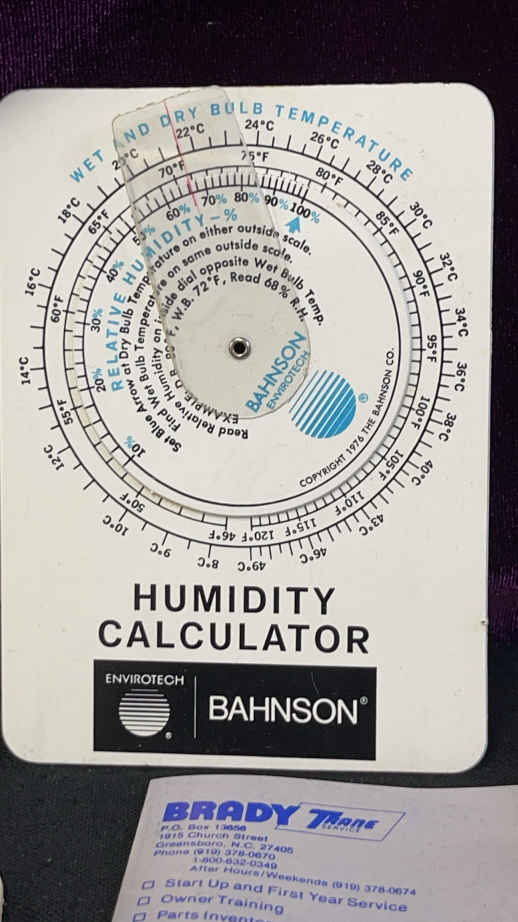 WET AND DRY BULB TEMPERATURE
14°C
16°C
18°C
20°C
22°C
24°C
26°C
28°C
30°C
32°C
34°C
36°C
38°C
40°C
43°C
46°C
49°C
8°C
9°C
10°C
12°C
46°F
50°F
55°F
60°F
65°F
70°F
75°F
80°F
85°F
90°F
95°F
100°F
105°F
110°F
115°F
120°F
10%
20%
30%
40%
50%
60%
70%
80%
90%
100%
RELATIVE HUMIDITY-%
Set Blue Arrow at Dry Bulb Temperature on either outside scale.
Find Wet Bulb Temperature on same outside scale.
Read Relative Humidity on inside dial opposite Wet Bulb Temp.
EXAMPLE: D.B. 80°F, W.B. 72°F, Read 68% R.H.
BAHNSON
ENVIROTECH
®
COPYRIGHT 1976 THE BAHNSON CO.
HUMIDITY
CALCULATOR
ENVIROTECH
BAHNSON®
®
BRADY TRANE
SERVICE
P.O. Box 13656
1915 Church Street
Greensboro, N.C. 27405
Phone (919) 378-0670
1-800-632-0349
After Hours/Weekends (919) 378-0674
Start Up and First Year Service
Owner Training